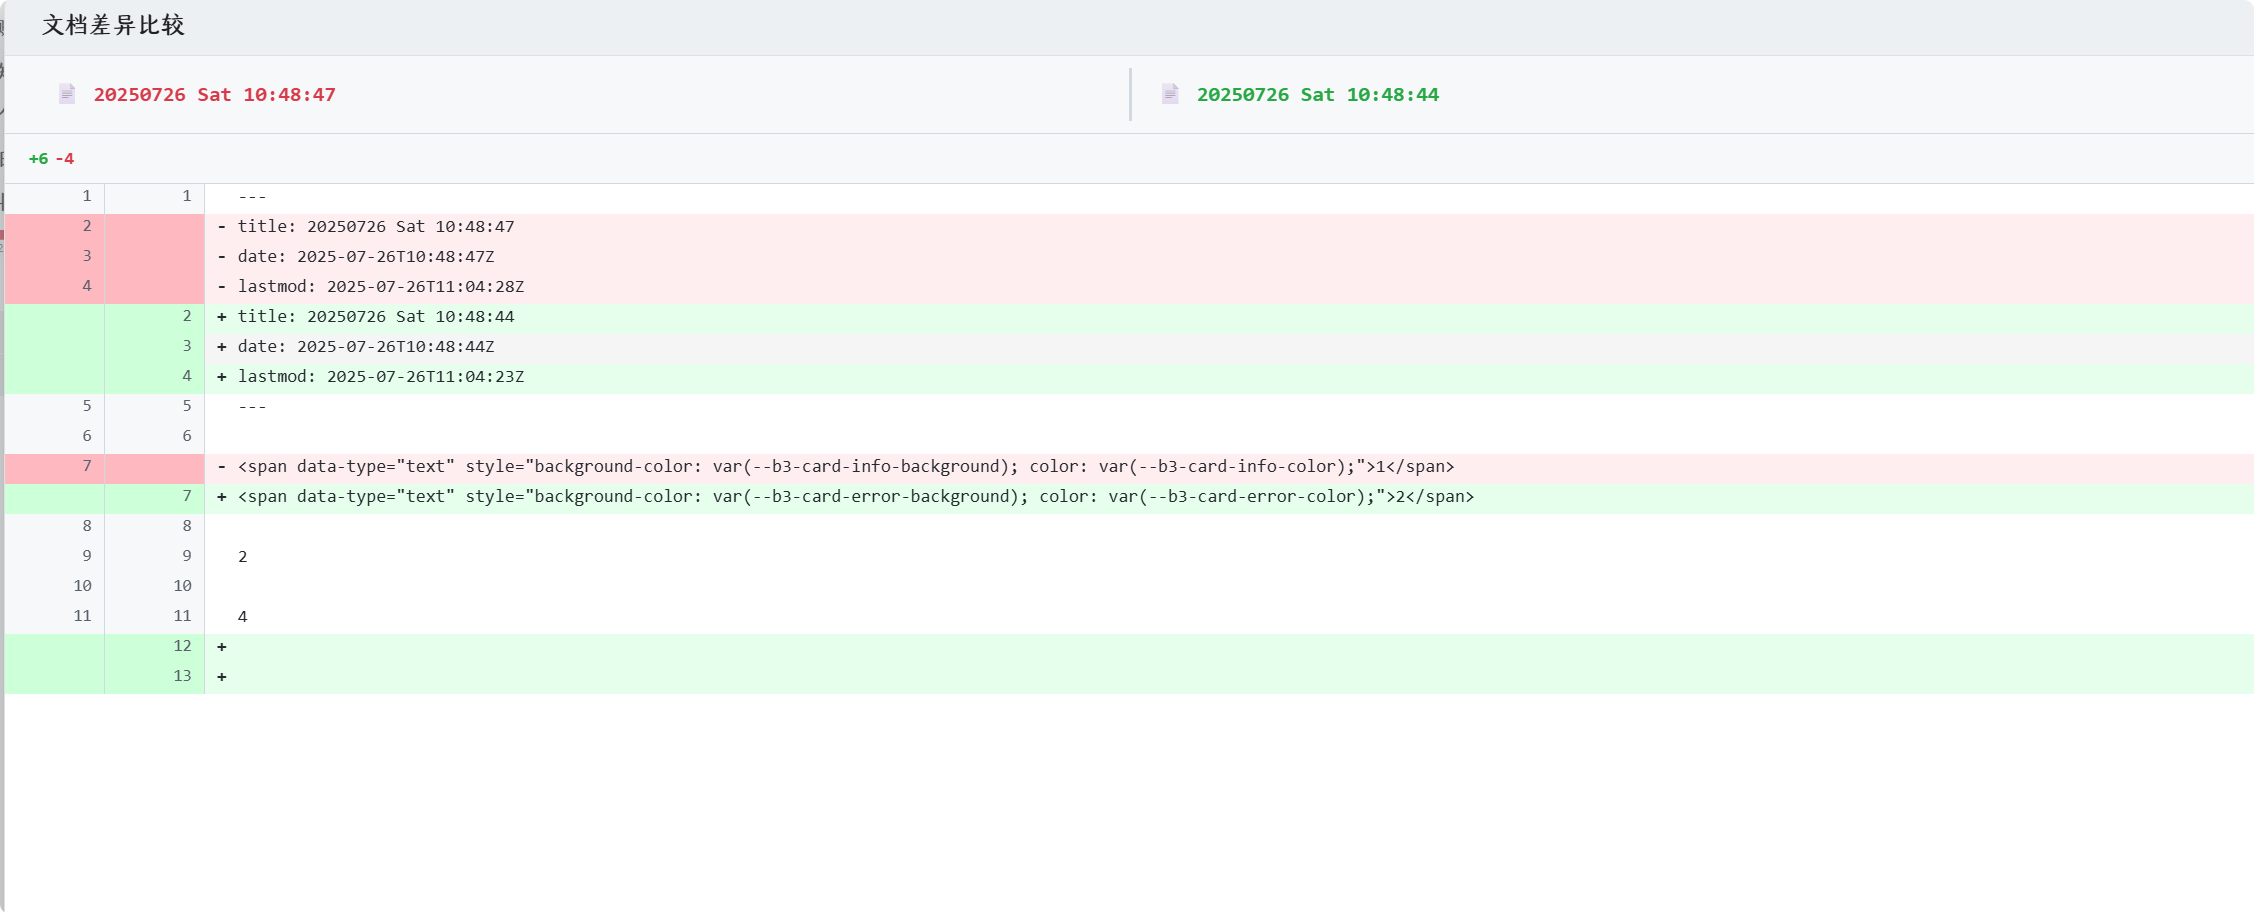 文档差异比较
20250726 Sat 10:48:47
20250726 Sat 10:48:44
+6 -4
1 1 ---
2 - title: 20250726 Sat 10:48:47
3 - date: 2025-07-26T10:48:47Z
4 - lastmod: 2025-07-26T11:04:28Z
2 + title: 20250726 Sat 10:48:44
3 + date: 2025-07-26T10:48:44Z
4 + lastmod: 2025-07-26T11:04:23Z
5 5 ---
6 6
7 - <span data-type="text" style="background-color: var(--b3-card-info-background); color: var(--b3-card-info-color);">1</span>
7 + <span data-type="text" style="background-color: var(--b3-card-error-background); color: var(--b3-card-error-color);">2</span>
8 8
9 9 2
10 10
11 11 4
12 +
13 +